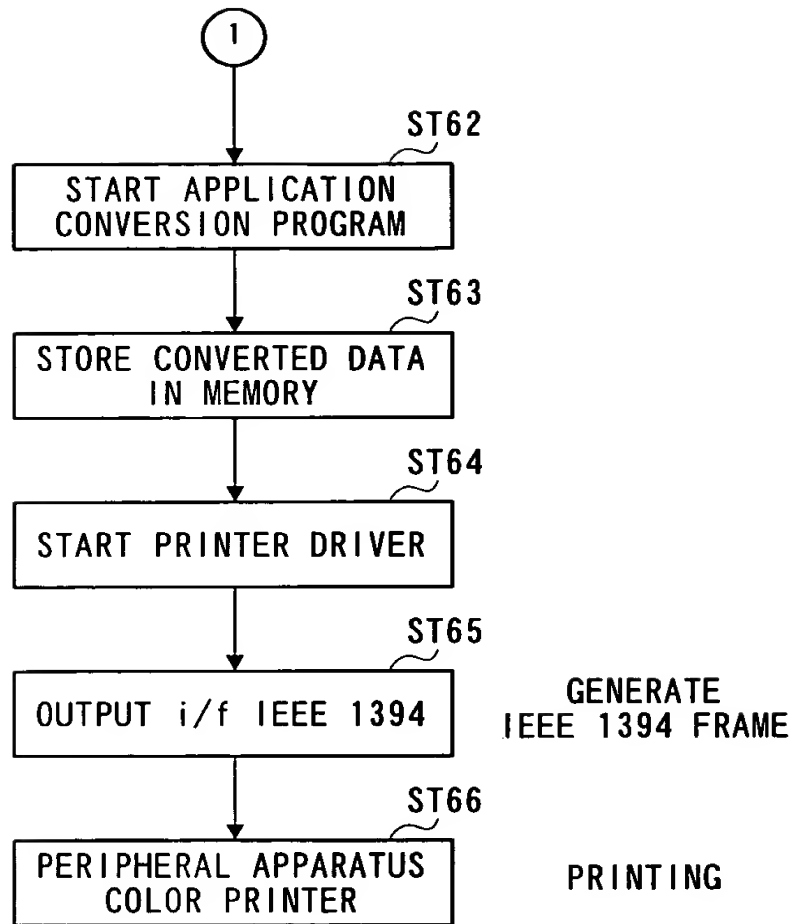 1
ST62
START APPLICATION
CONVERSION PROGRAM
ST63
STORE CONVERTED DATA
IN MEMORY
ST64
START PRINTER DRIVER
ST65
OUTPUT i/f IEEE 1394
GENERATE
IEEE 1394 FRAME
ST66
PERIPHERAL APPARATUS
COLOR PRINTER
PRINTING